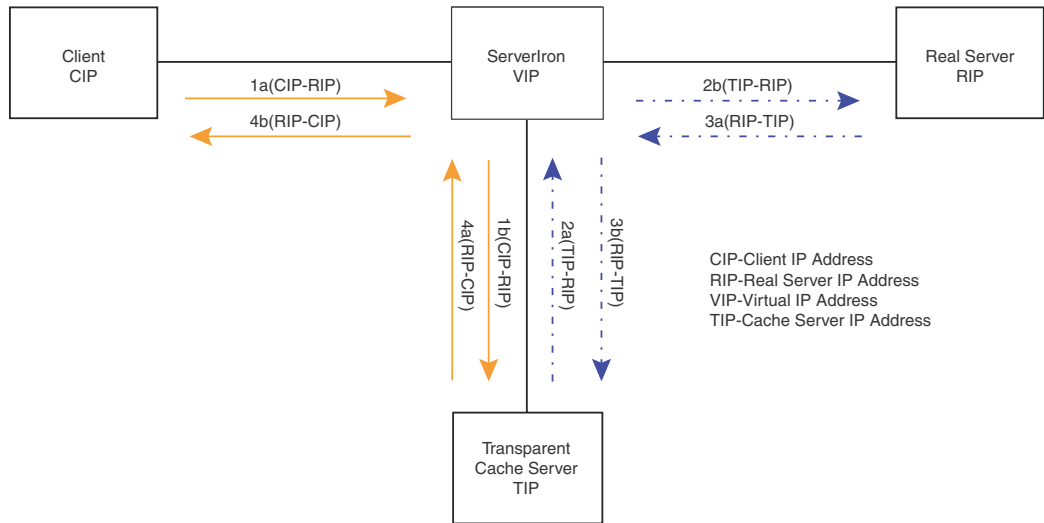 Client
CIP
ServerIron
VIP
Real Server
RIP
1a(CIP-RIP)
2b(TIP-RIP)
4b(RIP-CIP)
3a(RIP-TIP)
4a(RIP-CIP)
1b(CIP-RIP)
2a(TIP-RIP)
3b(RIP-TIP)
CIP-Client IP Address
RIP-Real Server IP Address
VIP-Virtual IP Address
TIP-Cache Server IP Address
Transparent
Cache Server
TIP